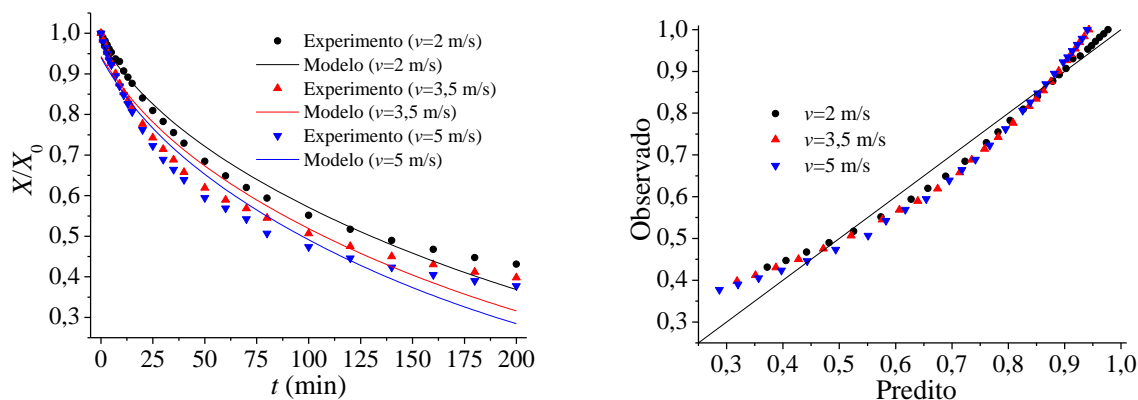 X/X0
1,0
0,9
0,8
0,7
0,6
0,5
0,4
0,3
0 25 50 75 100 125 150 175 200
t (min)
Experimento (v=2 m/s)
Modelo (v=2 m/s)
Experimento (v=3,5 m/s)
Modelo (v=3,5 m/s)
Experimento (v=5 m/s)
Modelo (v=5 m/s)
Observado
1,0
0,9
0,8
0,7
0,6
0,5
0,4
0,3
0,3 0,4 0,5 0,6 0,7 0,8 0,9 1,0
Predito
v=2 m/s
v=3,5 m/s
v=5 m/s